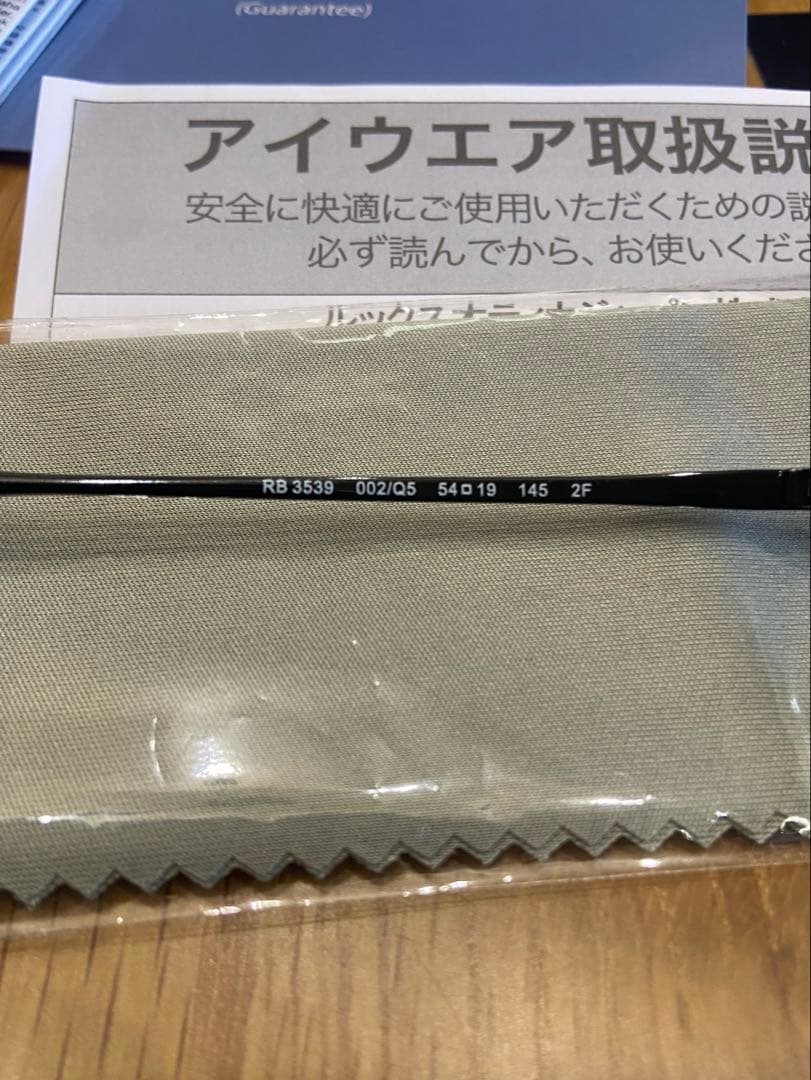 (Guarantee)
アイウエア取扱説
安全に快適にご使用いただくための説
必ず読んでから、お使いくださ
RB 3539 002/Q5 54□19 145 2F